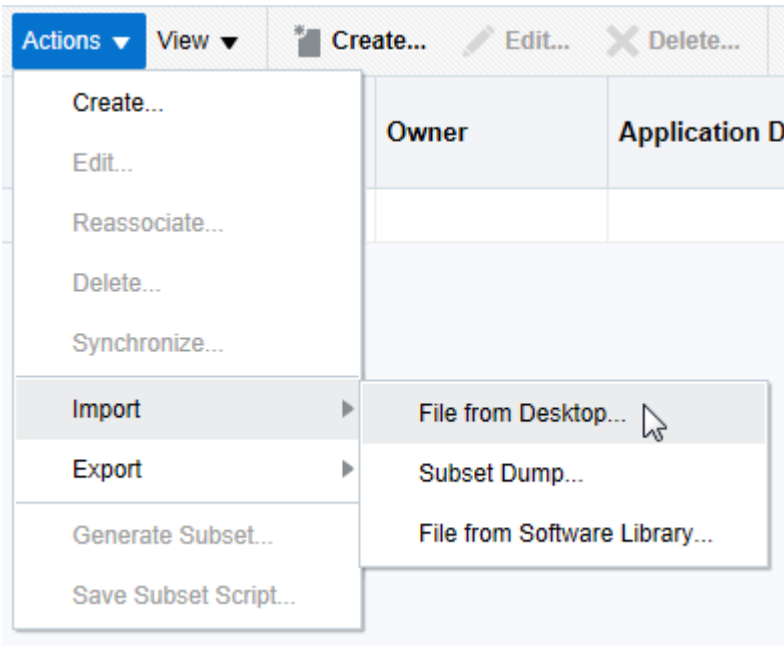 Actions View Create... Edit... Delete...
Create...
Edit...
Reassociate...
Delete...
Synchronize...
Import
Export
Generate Subset...
Save Subset Script...
Owner Application D
File from Desktop...
Subset Dump...
File from Software Library...